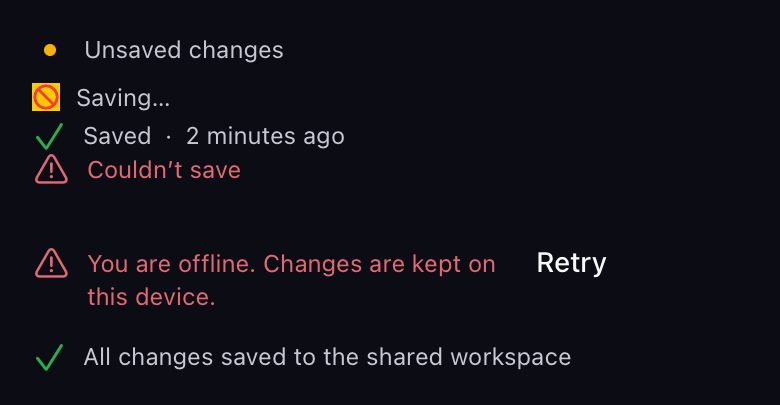 Unsaved changes
Saving...
Saved · 2 minutes ago
Couldn’t save
You are offline. Changes are kept on
this device.
Retry
All changes saved to the shared workspace